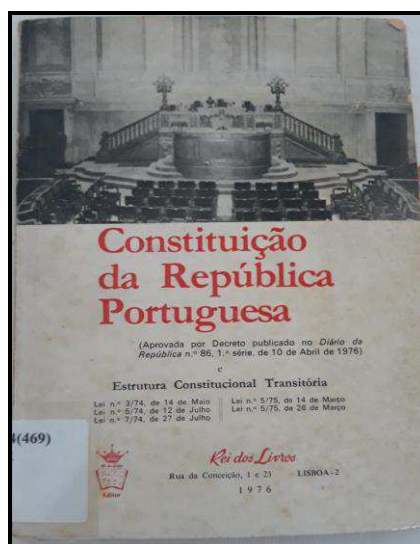 Constituição
da República
Portuguesa
(Aprovada por Decreto publicado no Diário da
República n.º 86, 1.ª série, de 10 de Abril de 1976)
e
Estrutura Constitucional Transitória
Lei n.º 3/74, de 14 de Maio
Lei n.º 6/74, de 12 de Julho
Lei n.º 7/74, de 27 de Julho
Lei n.º 5/75, de 14 de Março
Lei n.º 5/75, de 26 de Março
(469)
Rei dos Livros
Rua da Conceição, 1 e 23 LISBOA-2
Editor
1976